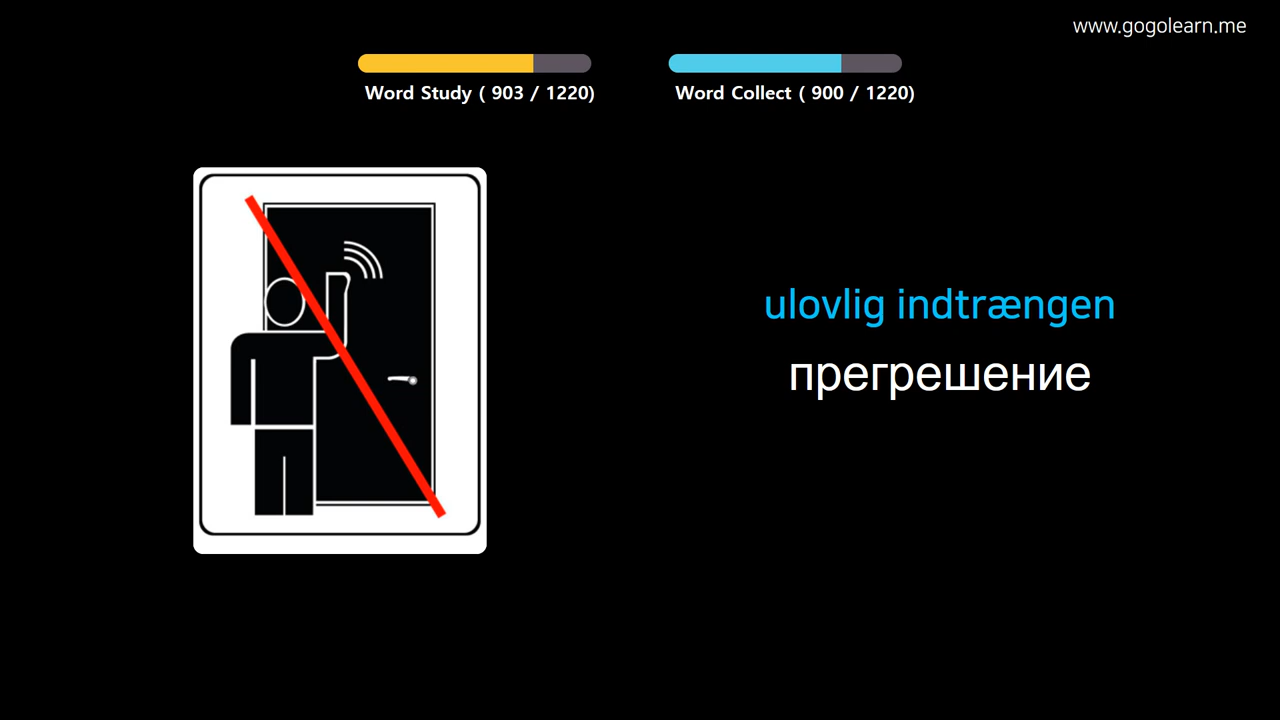 www.gogolearn.me
Word Study ( 903 / 1220)
Word Collect ( 900 / 1220)
ulovlig indtrængen
прегрешение